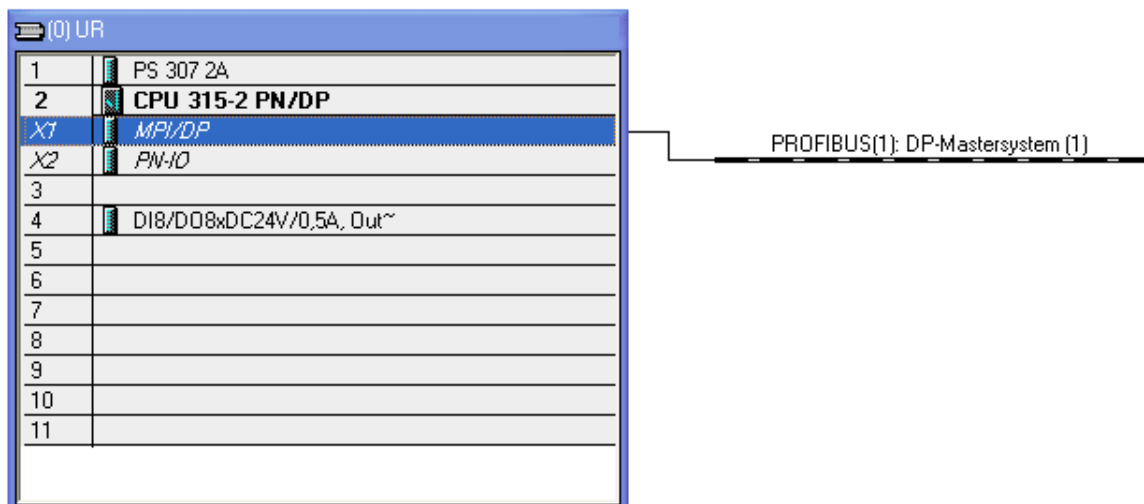 (0) UR
1 PS 307 2A
2 CPU 315-2 PN/DP
X1 MPI/DP
X2 PN-IO
3
4 DI8/DO8xDC24V/0,5A, Out~
5
6
7
8
9
10
11
PROFIBUS(1): DP-Mastersystem (1)